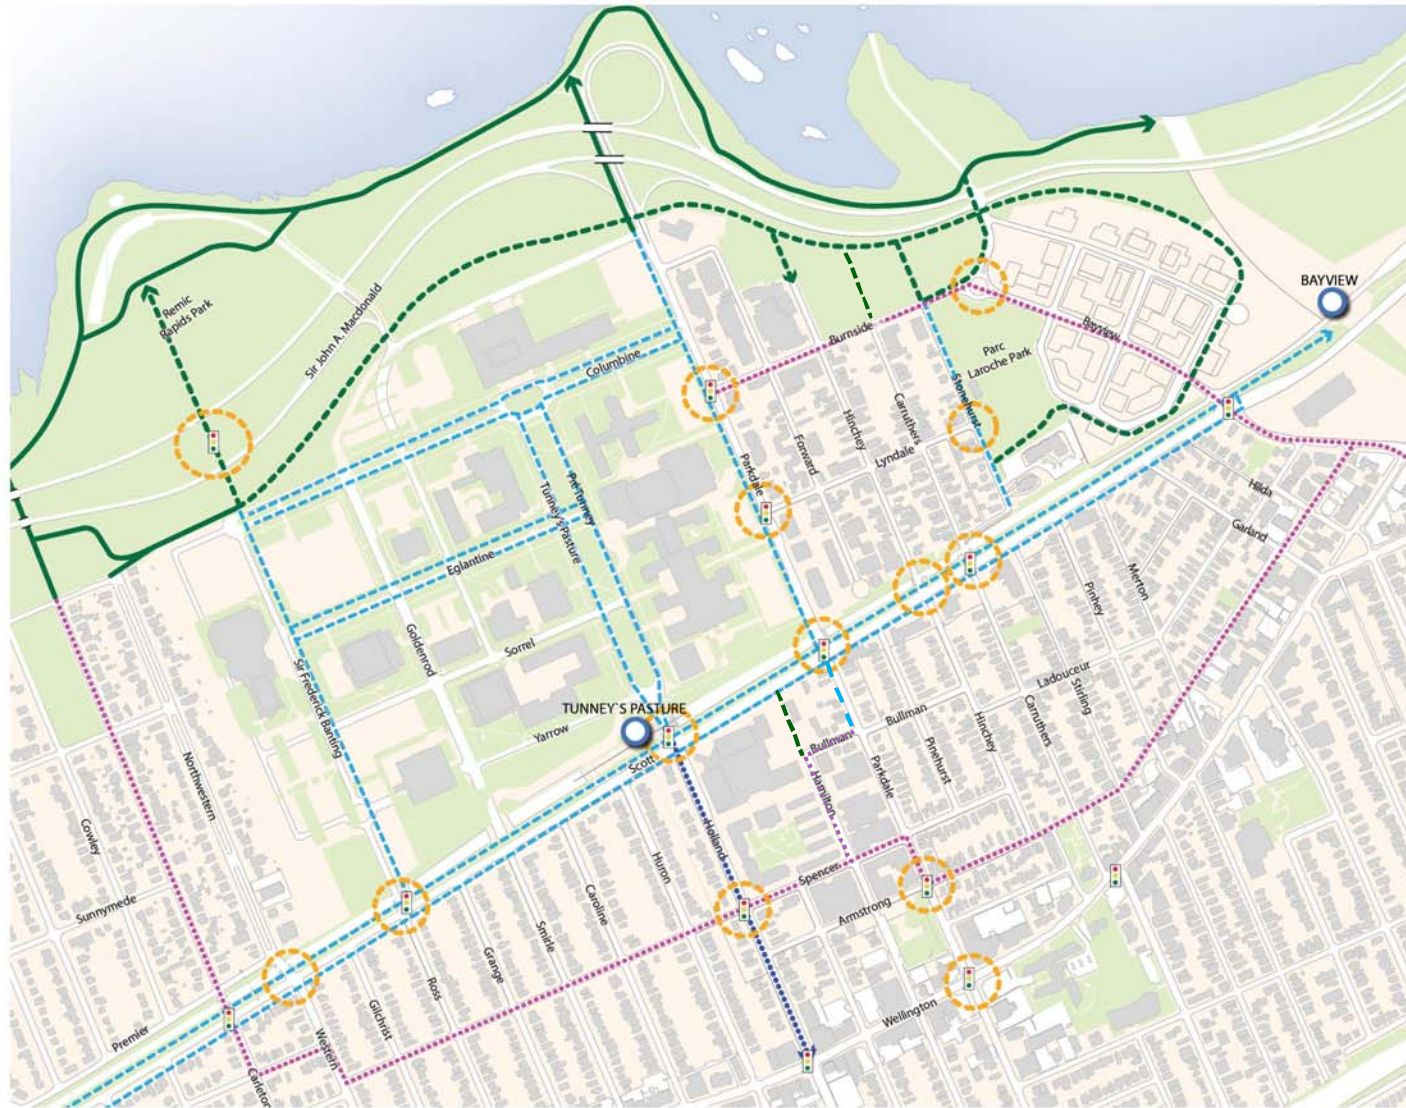 BAYVIEW
Remic
Rapids Park
Sir John A. Macdonald
Burnside
Bayview
Parc
Laroche Park
Columbine
Stonehurst
Carruthers
Hinchey
Forward
Lyndale
Parkdale
Pré Tunney
Tunney's Pasture
Hilda
Garland
Eglantine
Merton
Pinhey
Goldenrod
Sorrel
Sir Frederick Banting
Ladouceur
Stirling
TUNNEY`S PASTURE
Yarrow
Scott
Bullman
Bullman
Carruthers
Hinchey
Pinehurst
Parkdale
Hamilton
Northwestern
Cowley
Holland
Huron
Spencer
Armstrong
Sunnymede
Caroline
Smirle
Grange
Ross
Gilchrist
Western
Wellington
Premier
Carleton